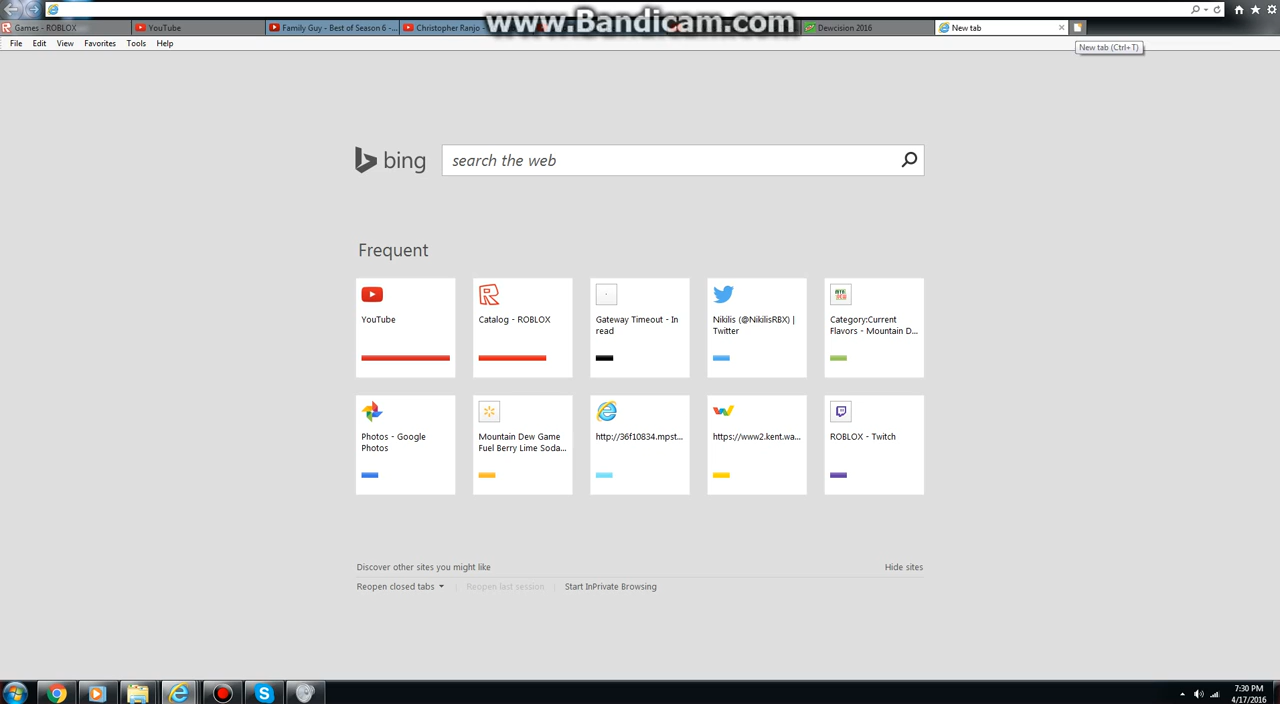 www.Bandicam.com
Games - ROBLOX
YouTube
Family Guy - Best of Season 6 -...
Christopher Ranjo -
Dewcision 2016
New tab
File Edit View Favorites Tools Help
New tab (Ctrl+T)
bing
search the web
Frequent
YouTube
Catalog - ROBLOX
Gateway Timeout - In
read
Nikilis (@NikilisRBX) |
Twitter
Category:Current
Flavors - Mountain D...
Photos - Google
Photos
Mountain Dew Game
Fuel Berry Lime Soda...
http://36f10834.mpst...
https://www2.kent.wa...
ROBLOX - Twitch
Discover other sites you might like
Hide sites
Reopen closed tabs
Reopen last session
Start InPrivate Browsing
7:30 PM
4/17/2016